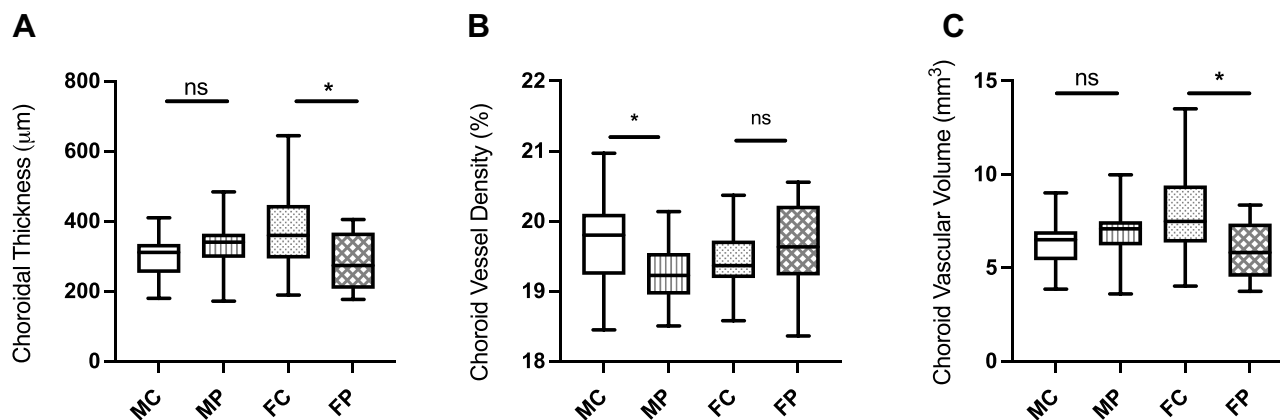 A
Choroidal Thickness (μm)
800
600
400
200
0
ns
*
MC
MP
FC
FP
B
Choroid Vessel Density (%)
22
21
20
19
18
*
ns
MC
MP
FC
FP
C
Choroid Vascular Volume (mm³)
15
10
5
0
ns
*
MC
MP
FC
FP